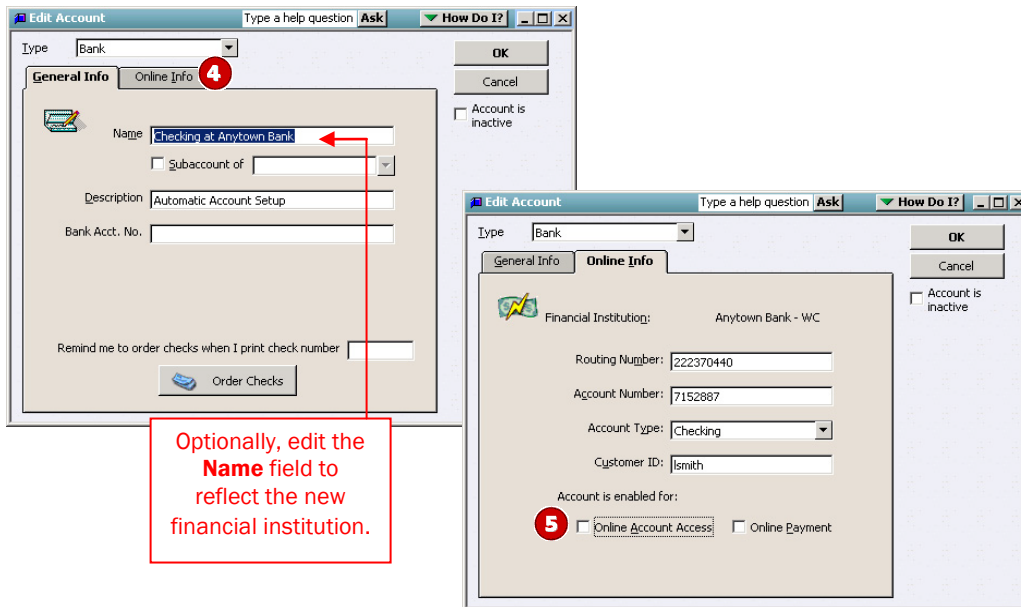 Edit Account Type a help question Ask How Do I?
Type Bank OK
General Info Online Info 4 Cancel
Account is
inactive
Name Checking at Anytown Bank
Subaccount of
Description Automatic Account Setup
Bank Acct. No.
Remind me to order checks when I print check number
Order Checks
Optionally, edit the
Name field to
reflect the new
financial institution.
Edit Account Type a help question Ask How Do I?
Type Bank OK
General Info Online Info Cancel
Account is
inactive
Financial Institution: Anytown Bank - WC
Routing Number: 222370440
Account Number: 7152887
Account Type: Checking
Customer ID: lsmith
Account is enabled for:
5 Online Account Access Online Payment